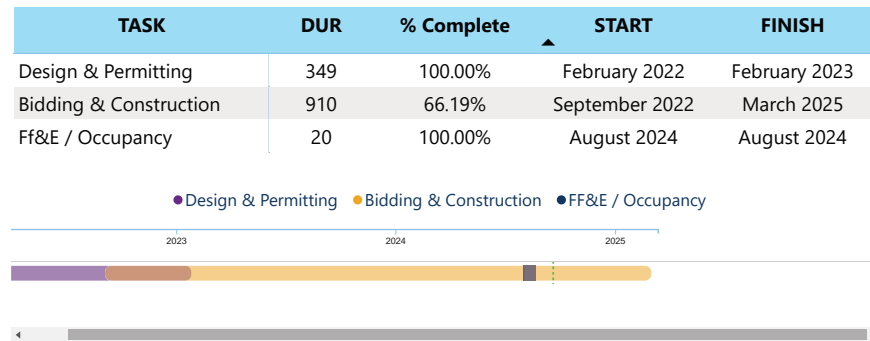 TASK DUR % Complete START FINISH
Design & Permitting 349 100.00% February 2022 February 2023
Bidding & Construction 910 66.19% September 2022 March 2025
Ff&E / Occupancy 20 100.00% August 2024 August 2024
Design & Permitting Bidding & Construction FF&E / Occupancy
2023 2024 2025